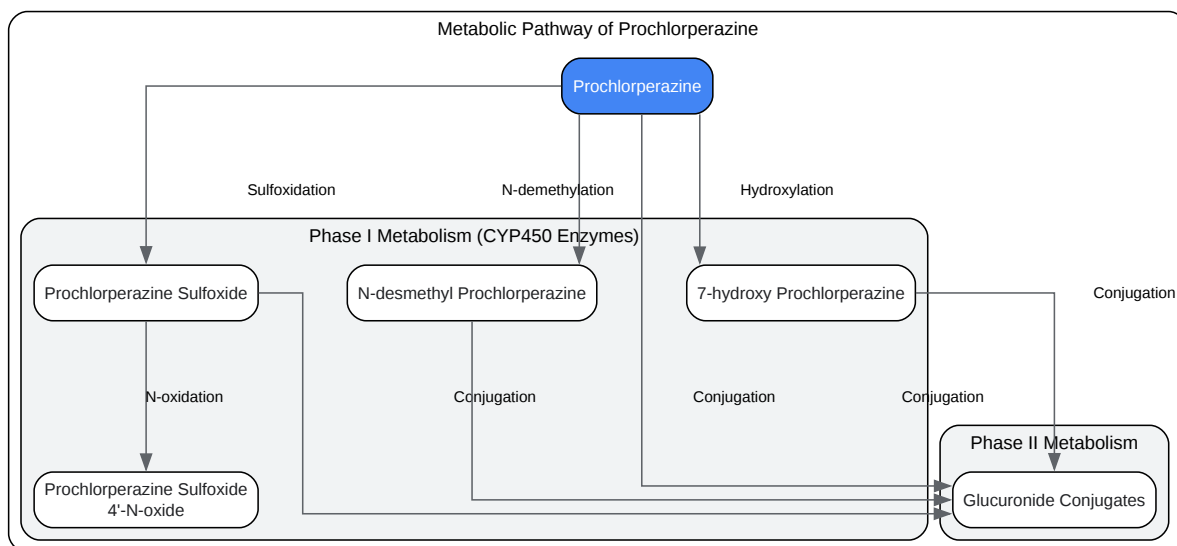 Metabolic Pathway of Prochlorperazine
Prochlorperazine
Sulfoxidation
N-demethylation
Hydroxylation
Phase I Metabolism (CYP450 Enzymes)
Prochlorperazine Sulfoxide
N-desmethyl Prochlorperazine
7-hydroxy Prochlorperazine
Conjugation
N-oxidation
Conjugation
Conjugation
Conjugation
Phase II Metabolism
Prochlorperazine Sulfoxide
4'-N-oxide
Glucuronide Conjugates